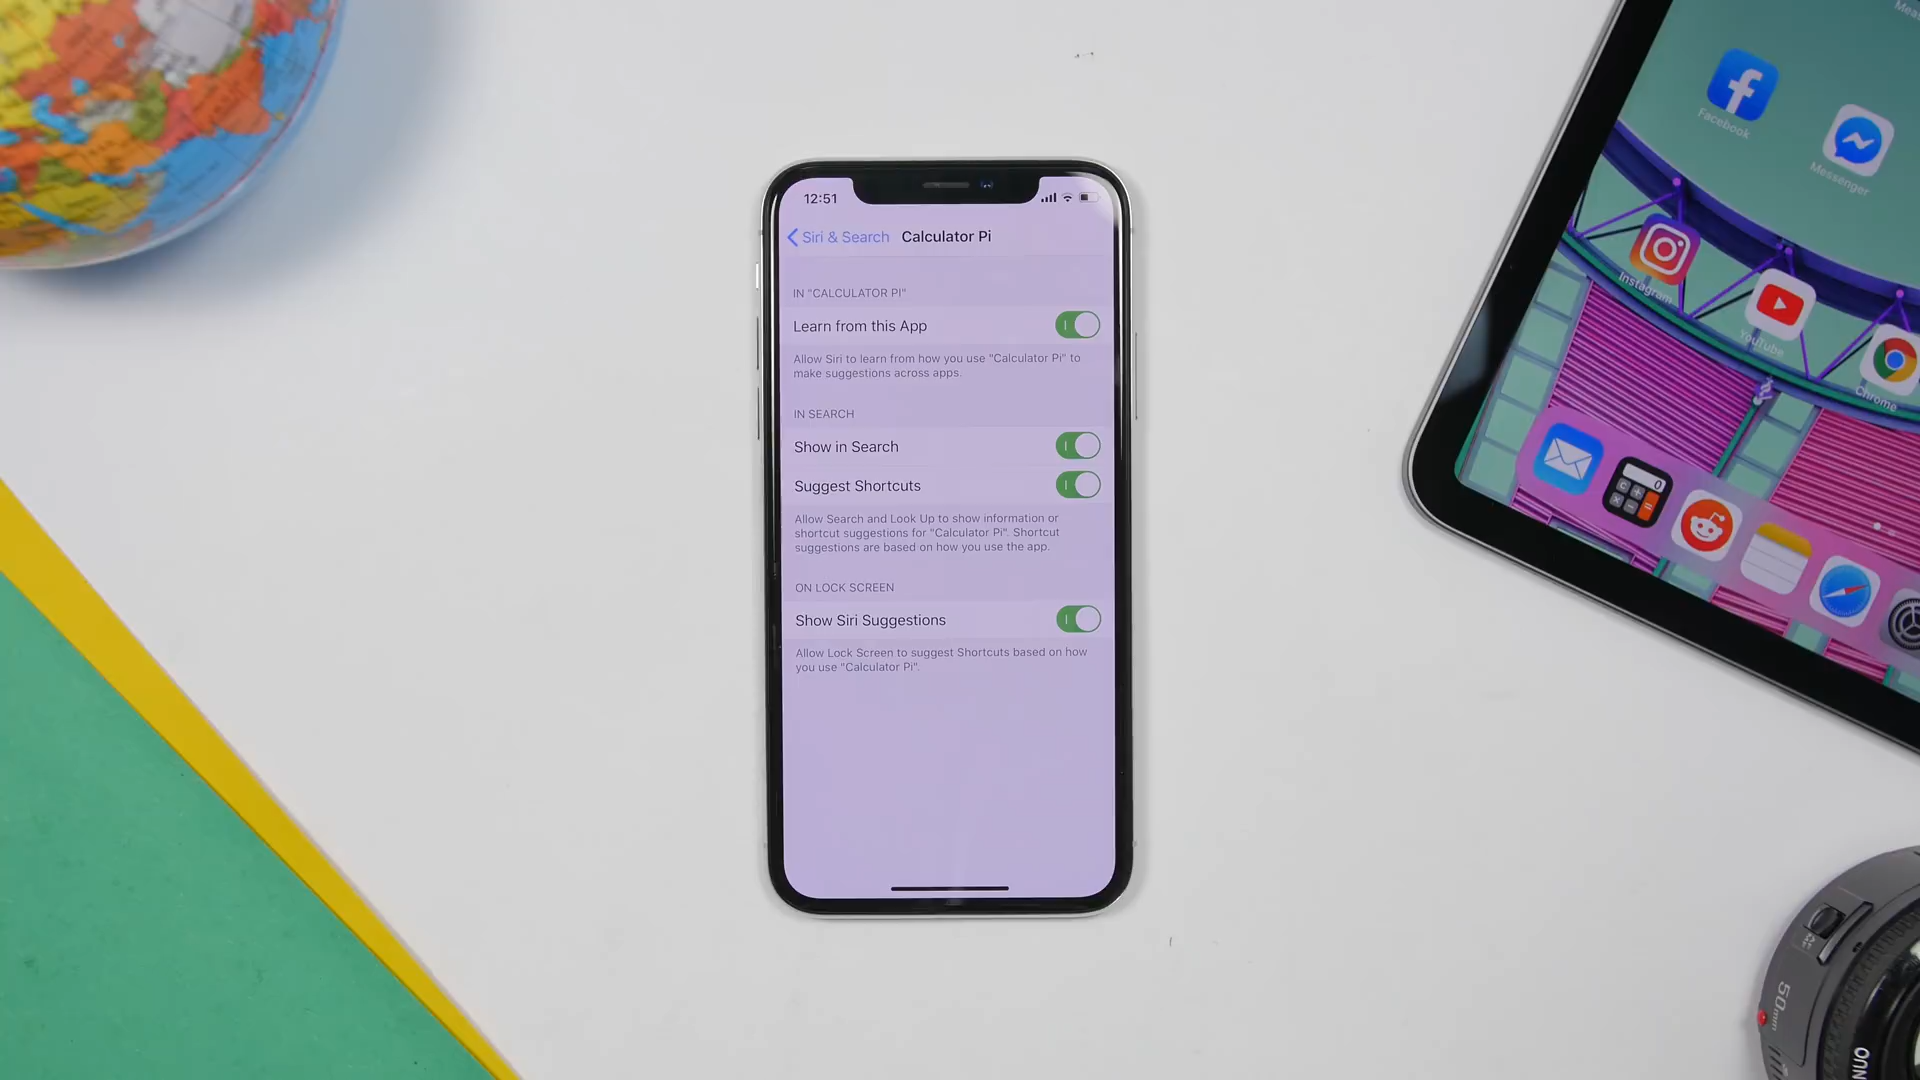 12:51
Siri & Search Calculator Pi
IN "CALCULATOR PI"
Learn from this App
Allow Siri to learn from how you use "Calculator Pi" to
make suggestions across apps.
IN SEARCH
Show in Search
Suggest Shortcuts
Allow Search and Look Up to show information or
shortcut suggestions for "Calculator Pi". Shortcut
suggestions are based on how you use the app.
ON LOCK SCREEN
Show Siri Suggestions
Allow Lock Screen to suggest Shortcuts based on how
you use "Calculator Pi".
Facebook
Messenger
Instagram
YouTube
Chrome
0
AF
50mm